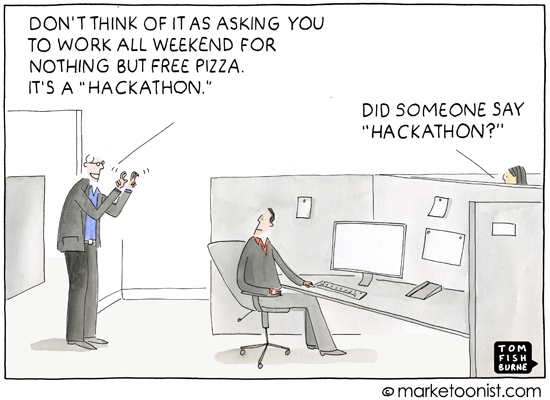 DON'T THINK OF IT AS ASKING YOU
TO WORK ALL WEEKEND FOR
NOTHING BUT FREE PIZZA.
IT'S A "HACKATHON."
DID SOMEONE SAY
"HACKATHON?"
TOM
FISH
BURNE
© marketoonist.com